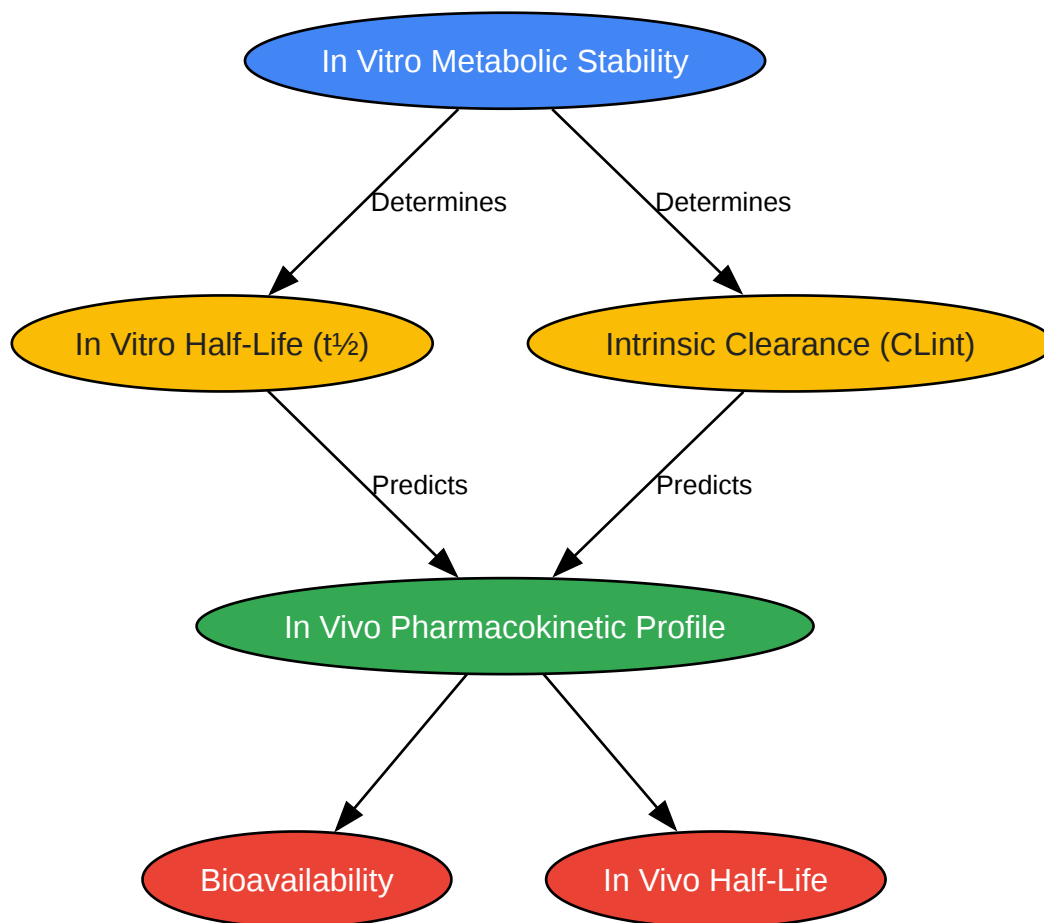 In Vitro Metabolic Stability
Determines
Determines
In Vitro Half-Life (t½)
Intrinsic Clearance (CLint)
Predicts
Predicts
In Vivo Pharmacokinetic Profile
Bioavailability
In Vivo Half-Life